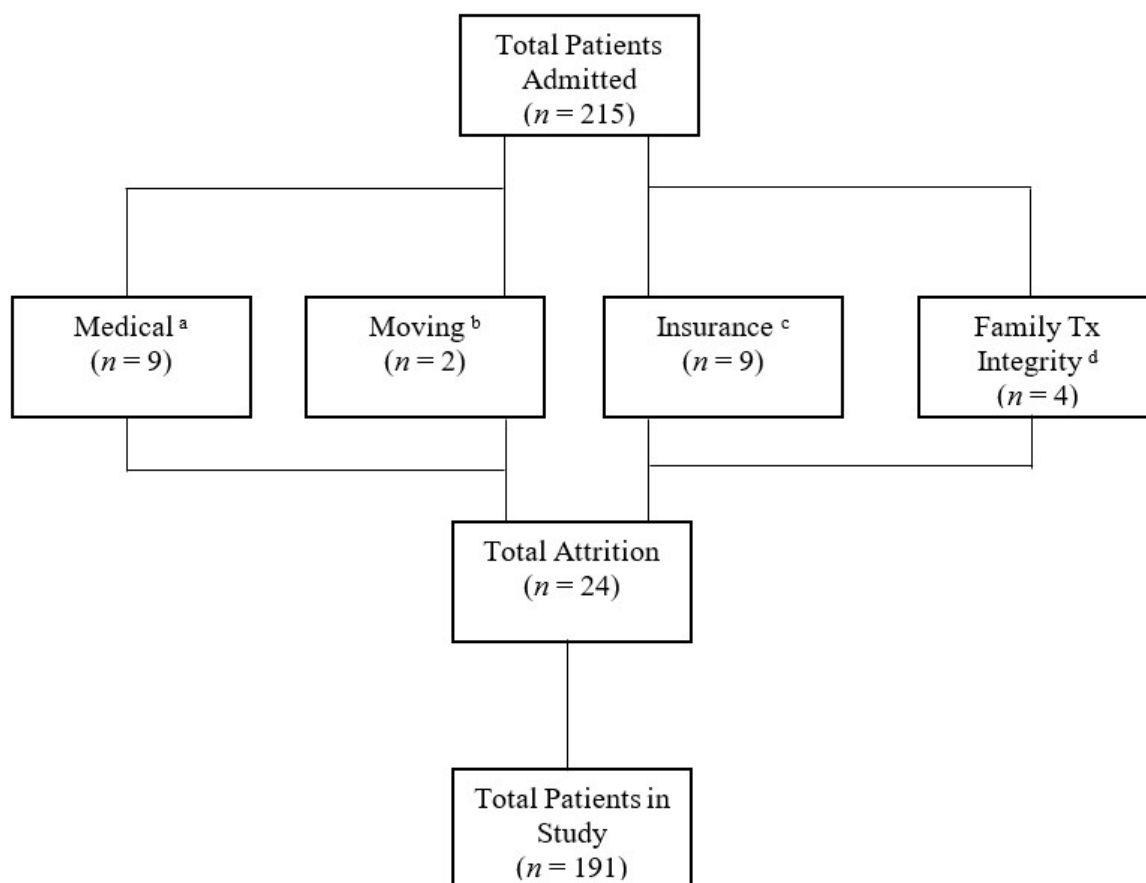 Total Patients
Admitted
(n = 215)
Medical ᵃ
(n = 9)
Moving ᵇ
(n = 2)
Insurance ᶜ
(n = 9)
Family Tx
Integrity ᵈ
(n = 4)
Total Attrition
(n = 24)
Total Patients in
Study
(n = 191)